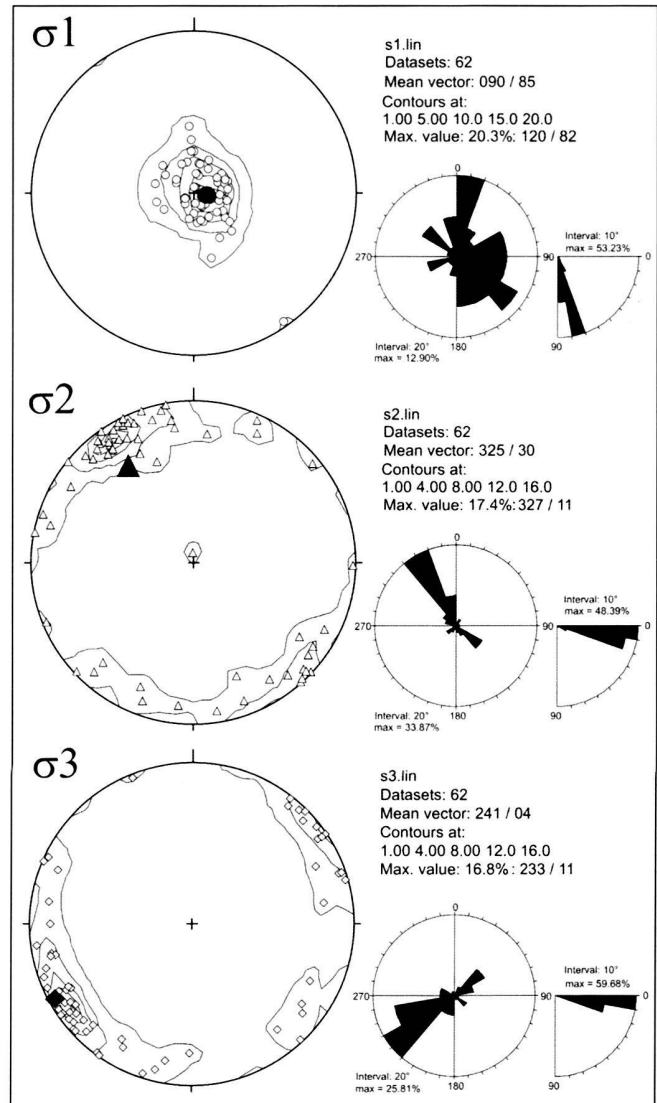 σ1
s1.lin
Datasets: 62
Mean vector: 090 / 85
Contours at:
1.00 5.00 10.0 15.0 20.0
Max. value: 20.3%: 120 / 82
0
270
90
180
Interval: 20°
max = 12.90%
Interval: 10°
max = 53.23%
0
90
σ2
s2.lin
Datasets: 62
Mean vector: 325 / 30
Contours at:
1.00 4.00 8.00 12.0 16.0
Max. value: 17.4%: 327 / 11
0
270
90
180
Interval: 20°
max = 33.87%
Interval: 10°
max = 48.39%
0
90
σ3
s3.lin
Datasets: 62
Mean vector: 241 / 04
Contours at:
1.00 4.00 8.00 12.0 16.0
Max. value: 16.8% : 233 / 11
0
270
90
180
Interval: 20°
max = 25.81%
Interval: 10°
max = 59.68%
0
90